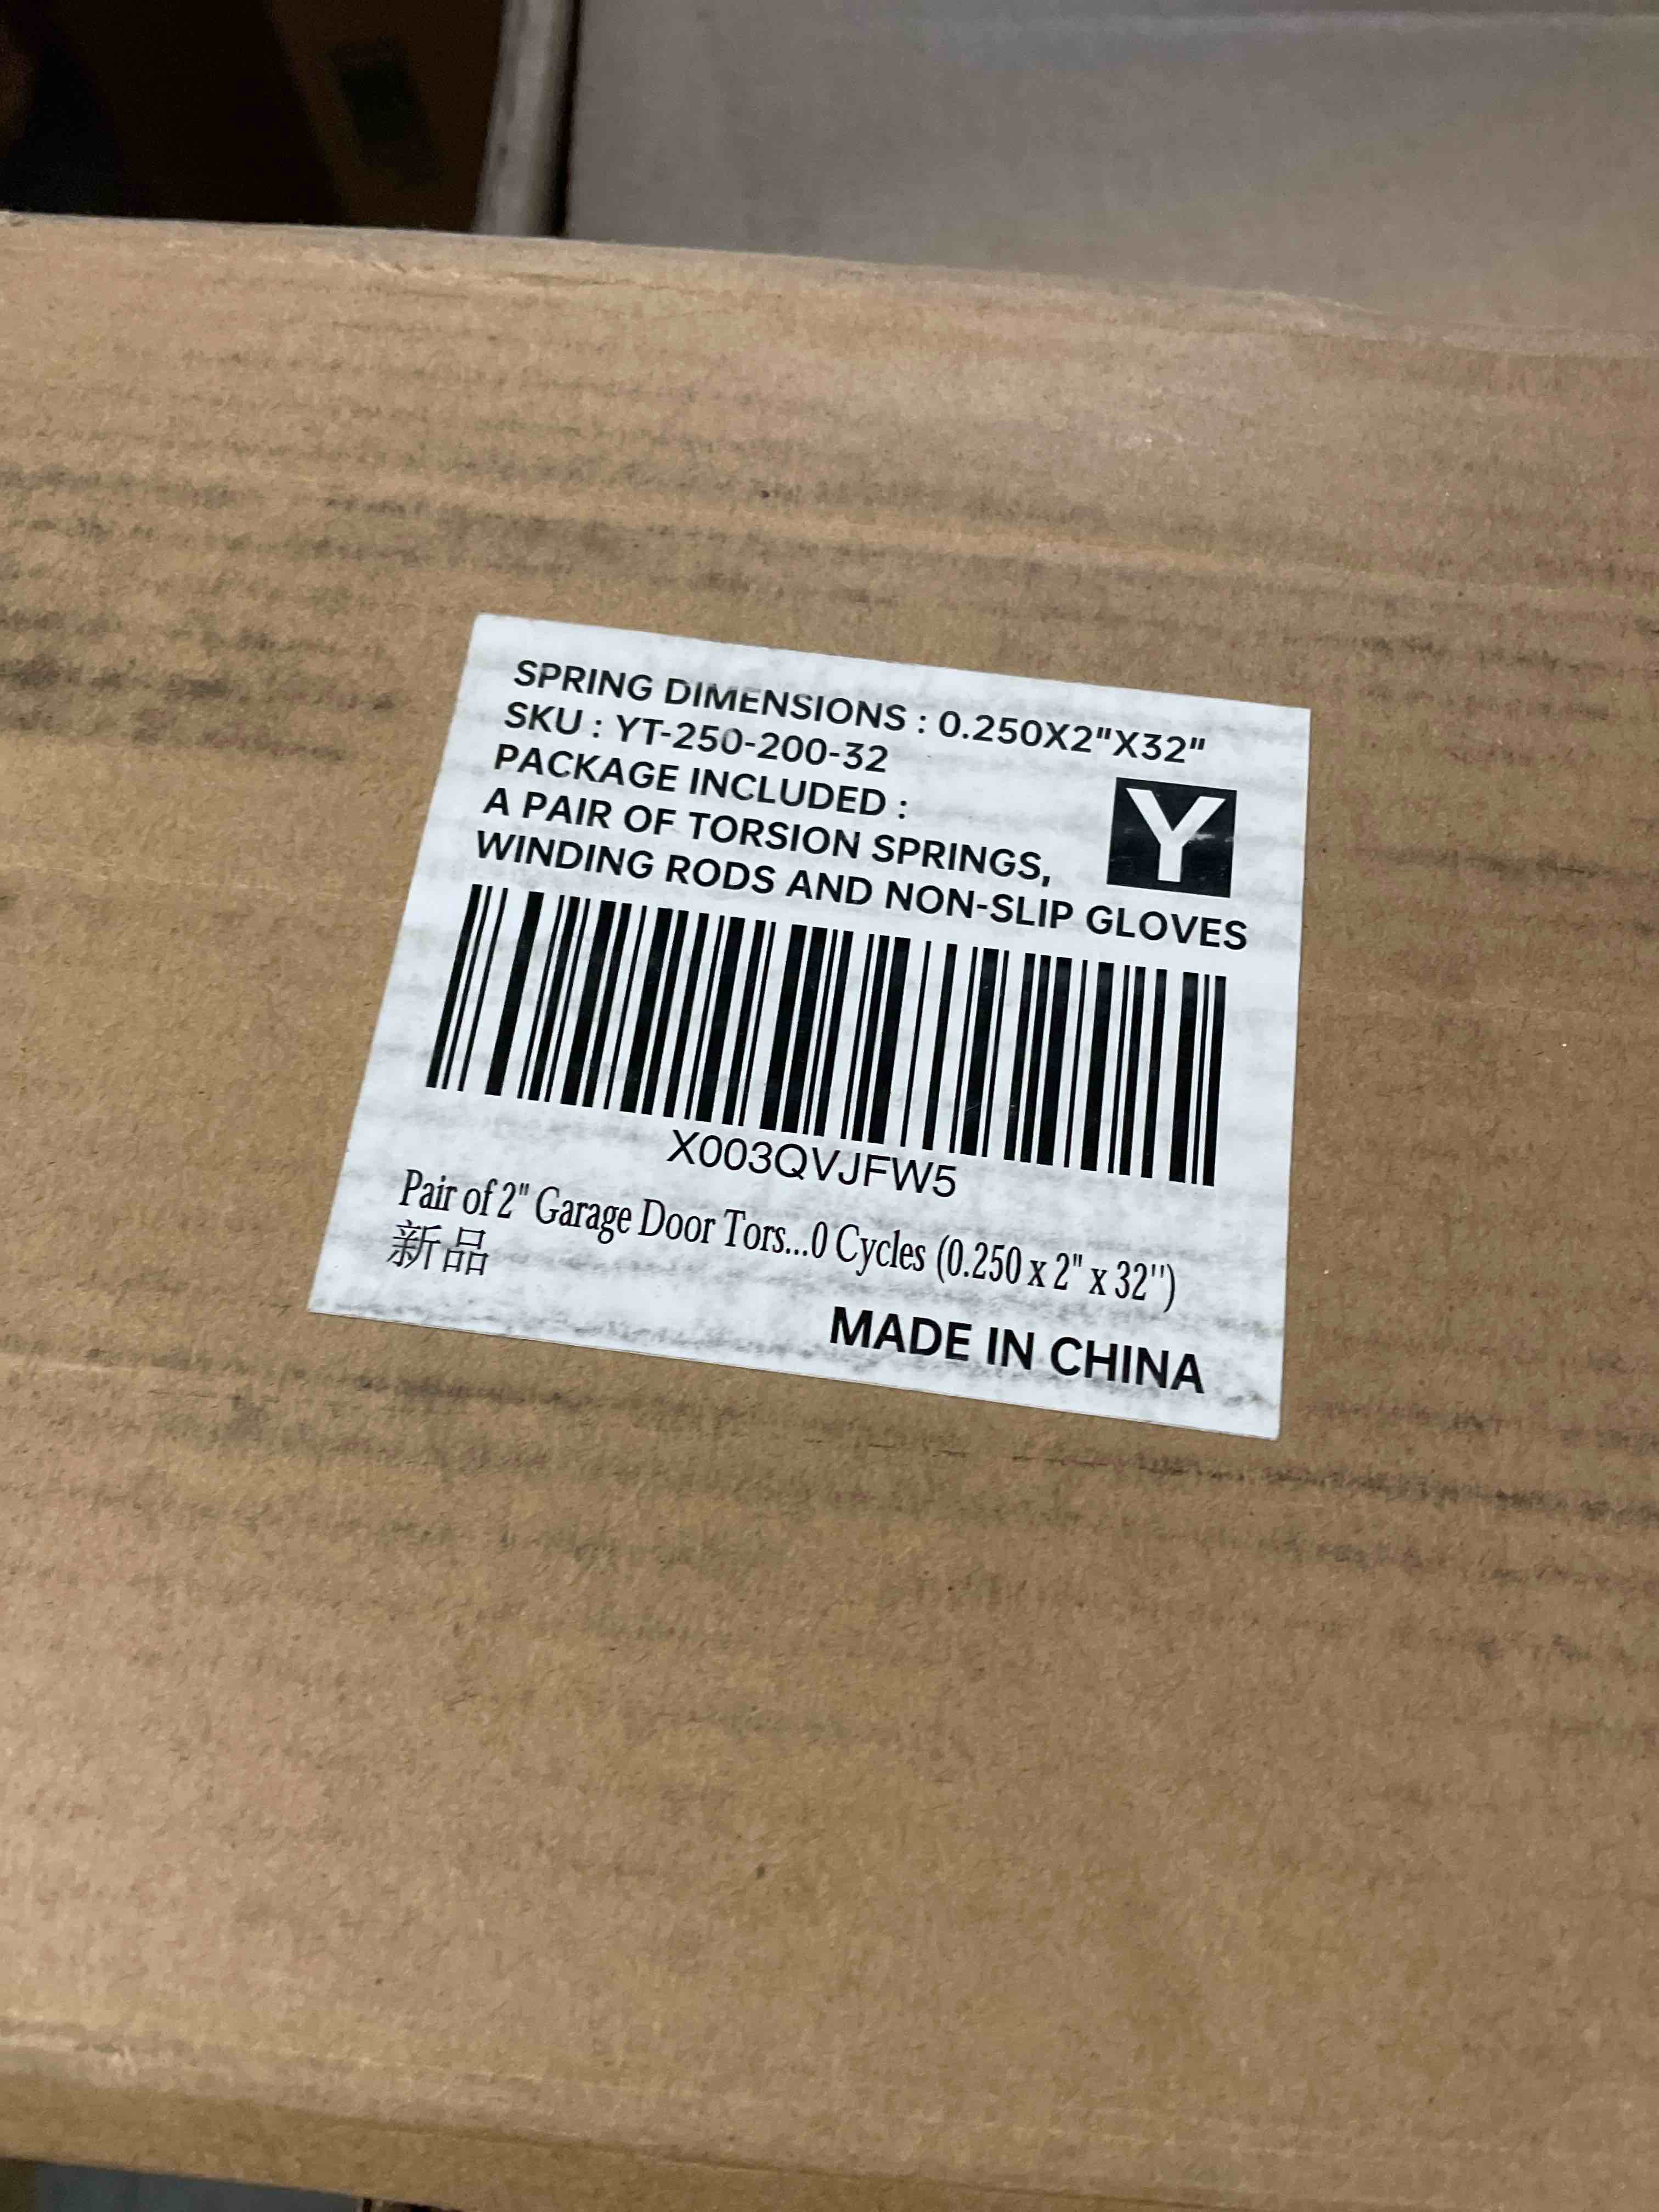 SPRING DIMENSIONS : 0.250X2"X32"
SKU : YT-250-200-32
PACKAGE INCLUDED :
A PAIR OF TORSION SPRINGS,
WINDING RODS AND NON-SLIP GLOVES
Y
X003QVJFW5
Pair of 2" Garage Door Tors...0 Cycles (0.250 x 2" x 32'')
新品
MADE IN CHINA